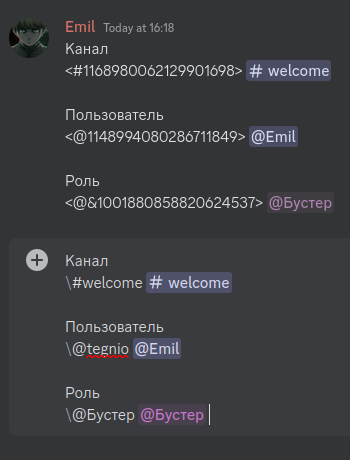 Emil Today at 16:18
Канал
<#1168980062129901698> # welcome
Пользователь
<@1148994080286711849> @Emil
Роль
<@&1001880858820624537> @Бустер
Канал
\#welcome # welcome
Пользователь
\@tegnio @Emil
Роль
\@Бустер @Бустер